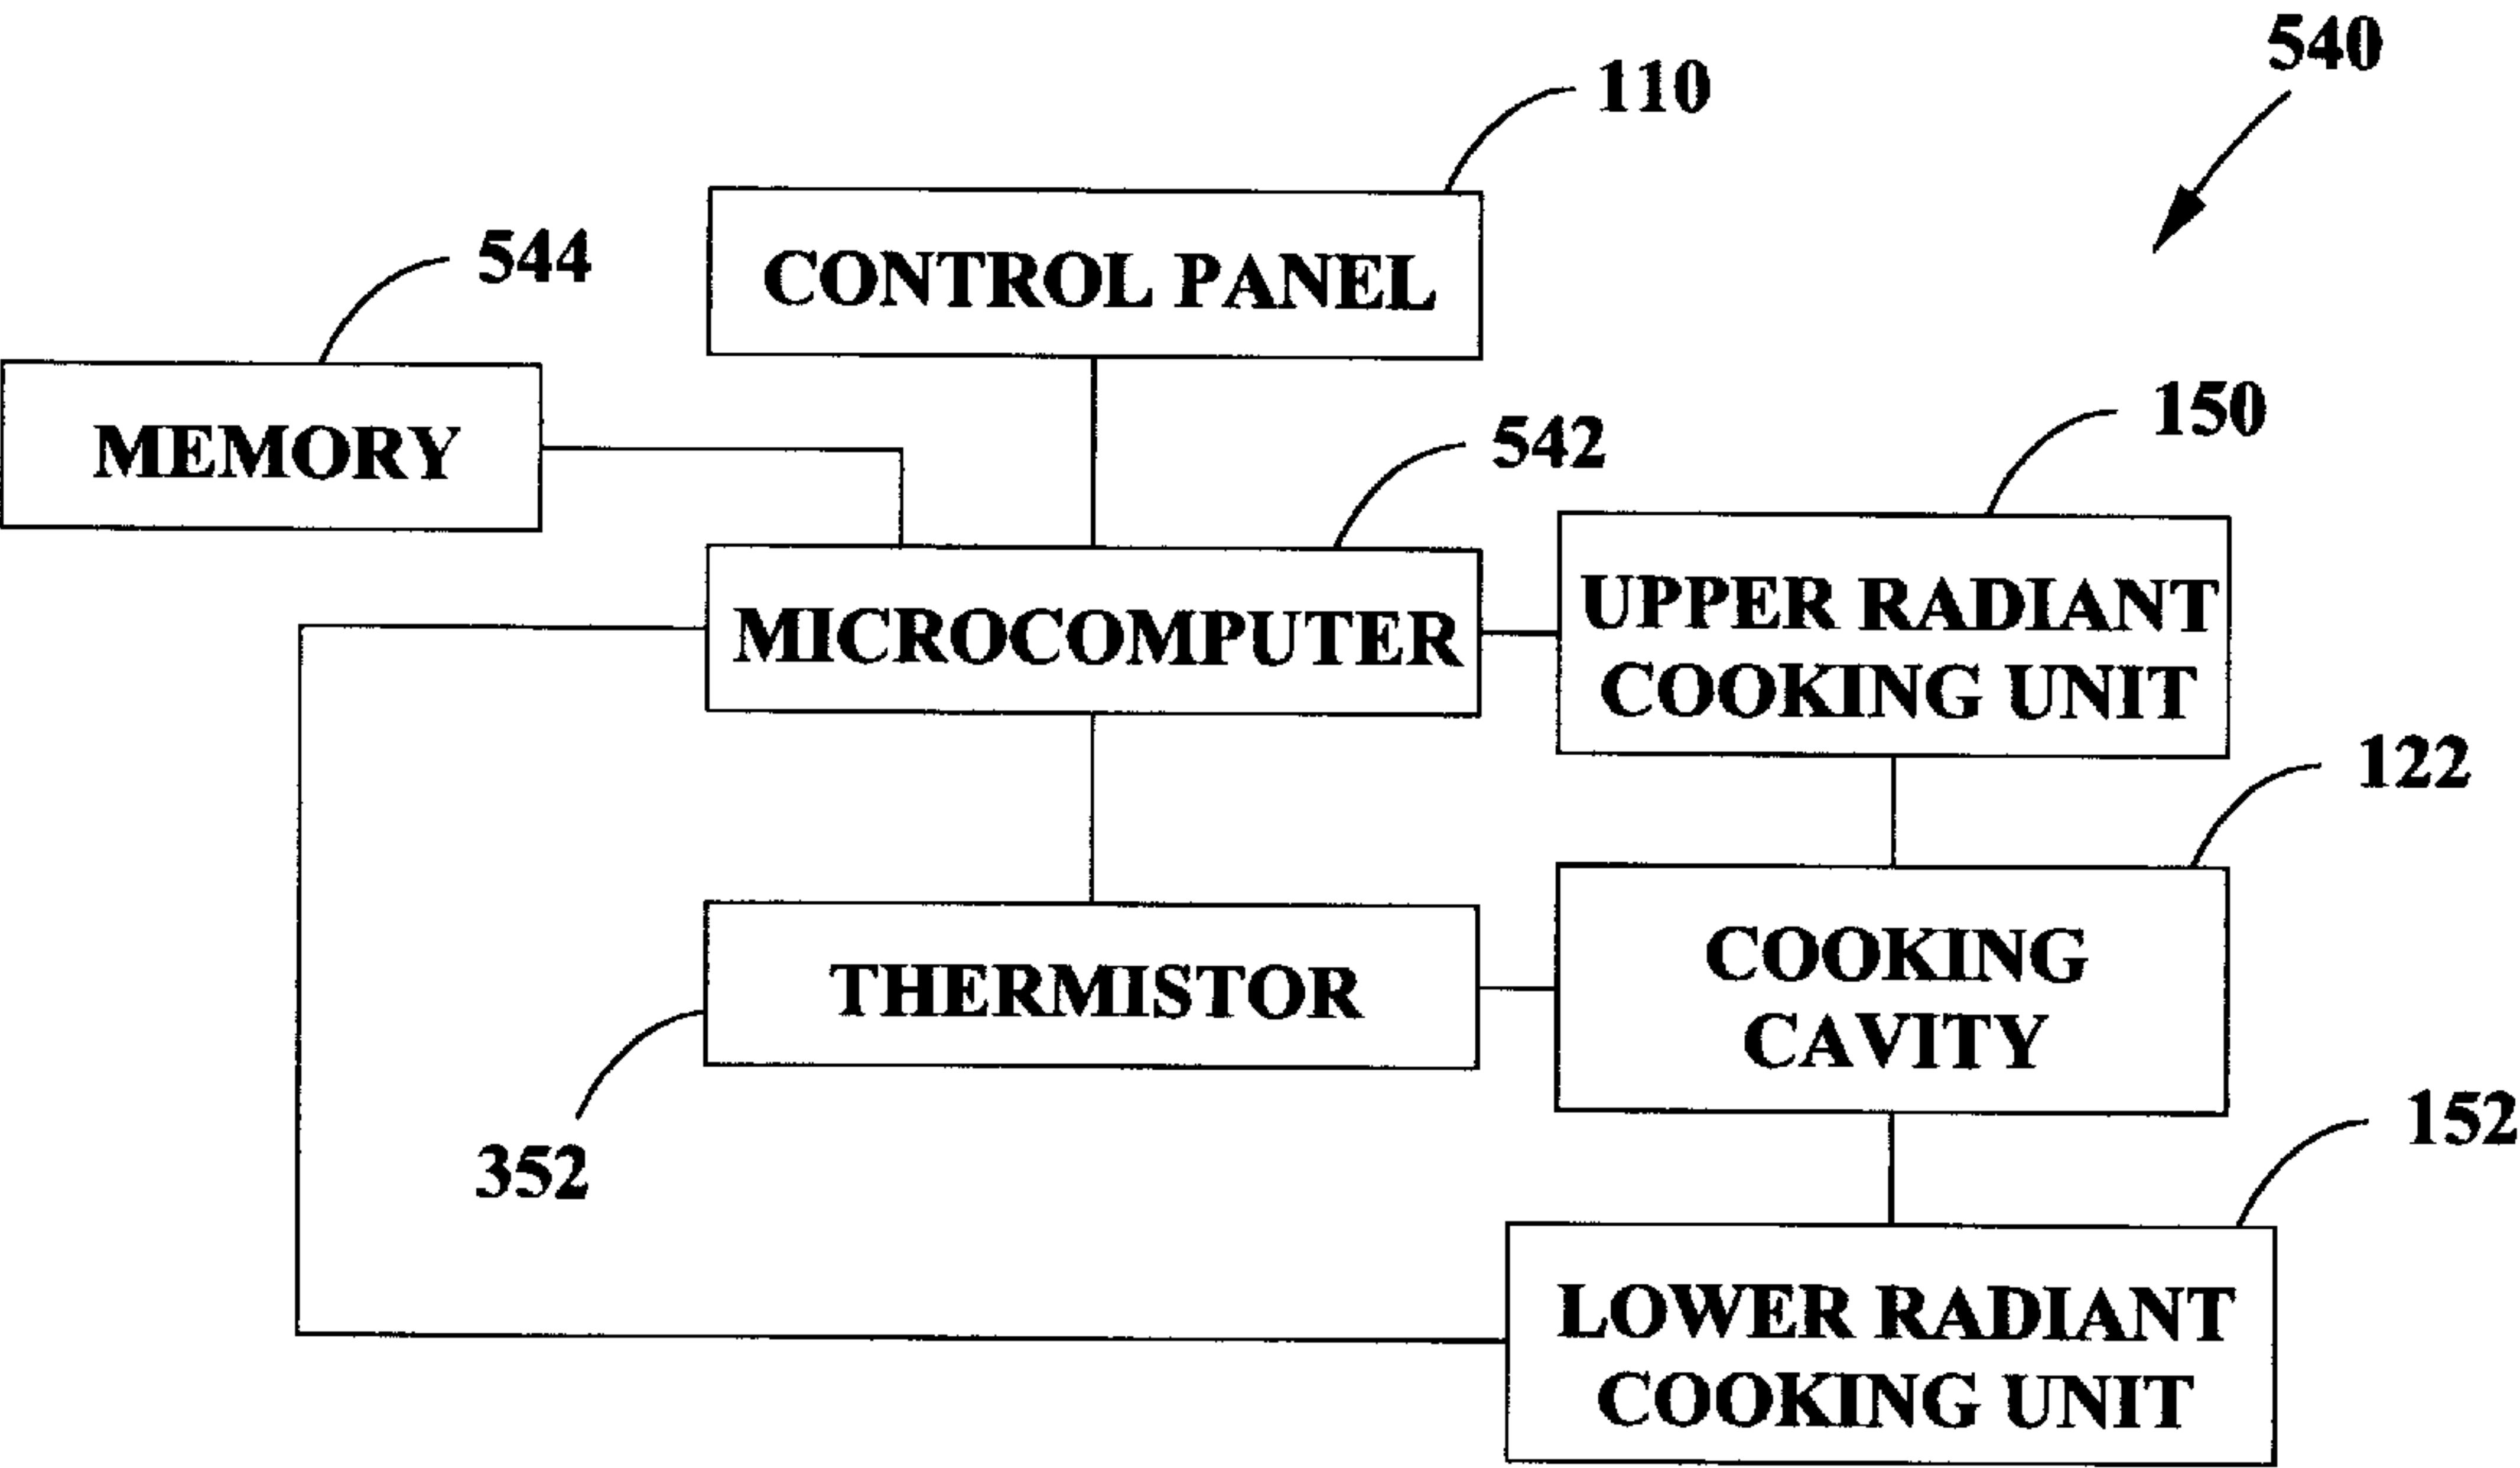 540
110
CONTROL PANEL
544
MEMORY
150
542
MICROCOMPUTER
UPPER RADIANT
COOKING UNIT
122
THERMISTOR
COOKING
CAVITY
352
152
LOWER RADIANT
COOKING UNIT